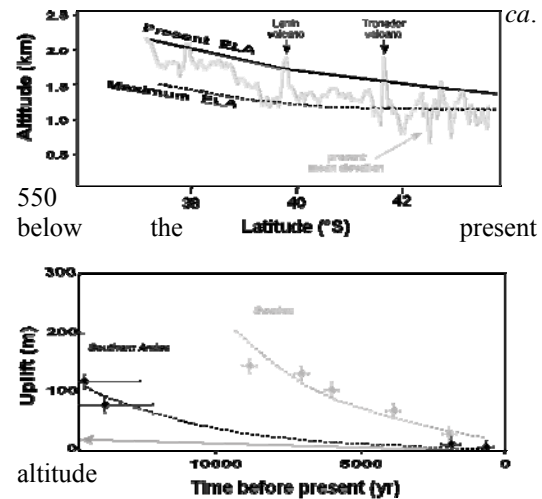 ca.
2.5
2.0
1.5
1.0
0.5
Altitude (km)
Present ELA
Maximum ELA
Lanin volcano
Tronador volcano
present mean elevation
38
40
42
Latitude (°S)
550
below the present
300
200
100
0
Uplift (m)
Southern Andes
10000
5000
0
Time before present (yr)
altitude